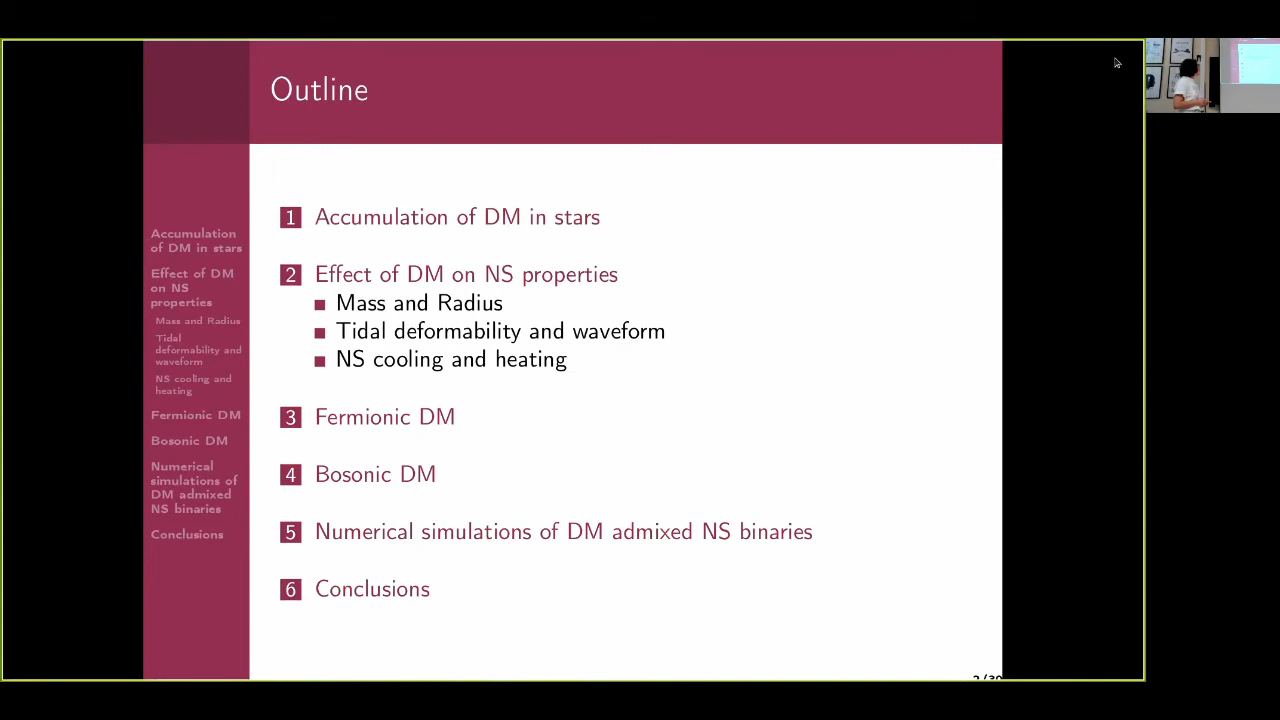 Outline
1 Accumulation of DM in stars
2 Effect of DM on NS properties
Mass and Radius
Tidal deformability and waveform
NS cooling and heating
3 Fermionic DM
4 Bosonic DM
5 Numerical simulations of DM admixed NS binaries
6 Conclusions
Accumulation
of DM in stars
Effect of DM
on NS
properties
Mass and Radius
Tidal
deformability and
waveform
NS cooling and
heating
Fermionic DM
Bosonic DM
Numerical
simulations of
DM admixed
NS binaries
Conclusions